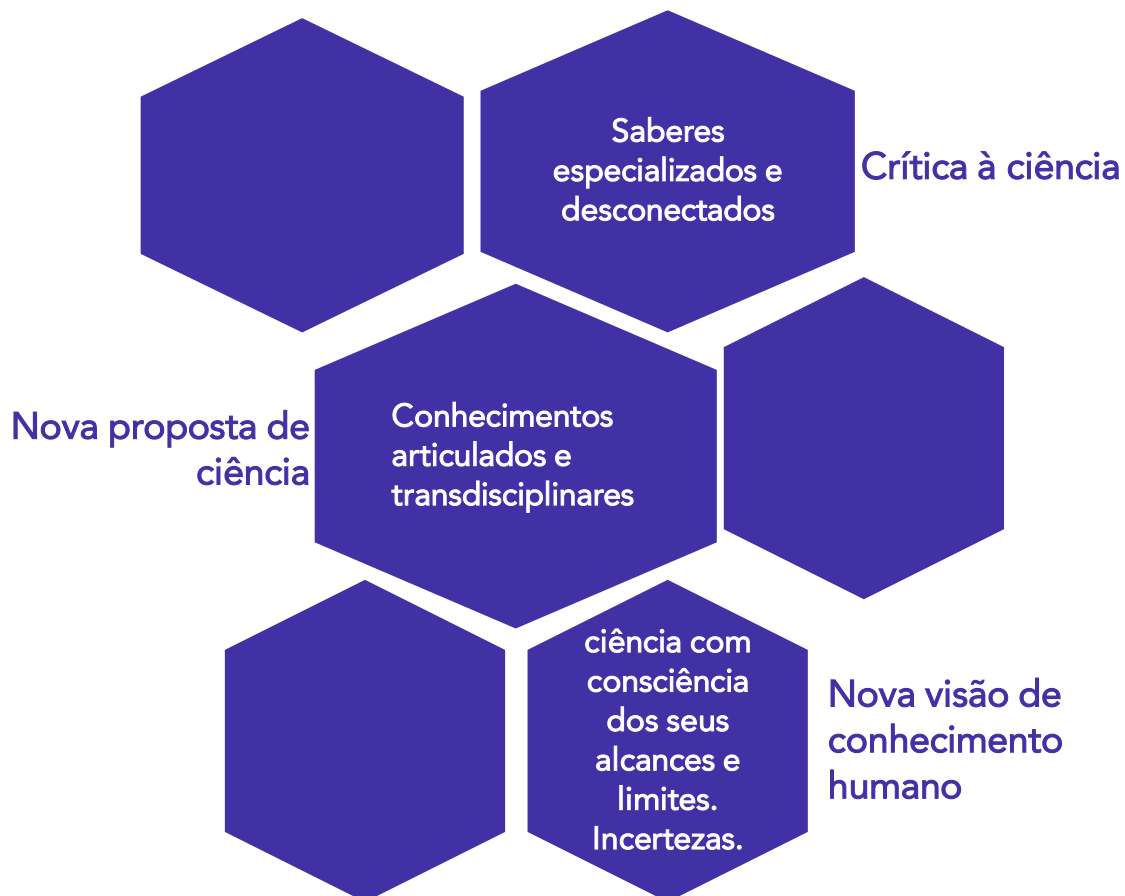 Saberes
especializados e
desconectados
Crítica à ciência
Nova proposta de
ciência
Conhecimentos
articulados e
transdisciplinares
ciência com
consciência
dos seus
alcances e
limites.
Incertezas.
Nova visão de
conhecimento
humano